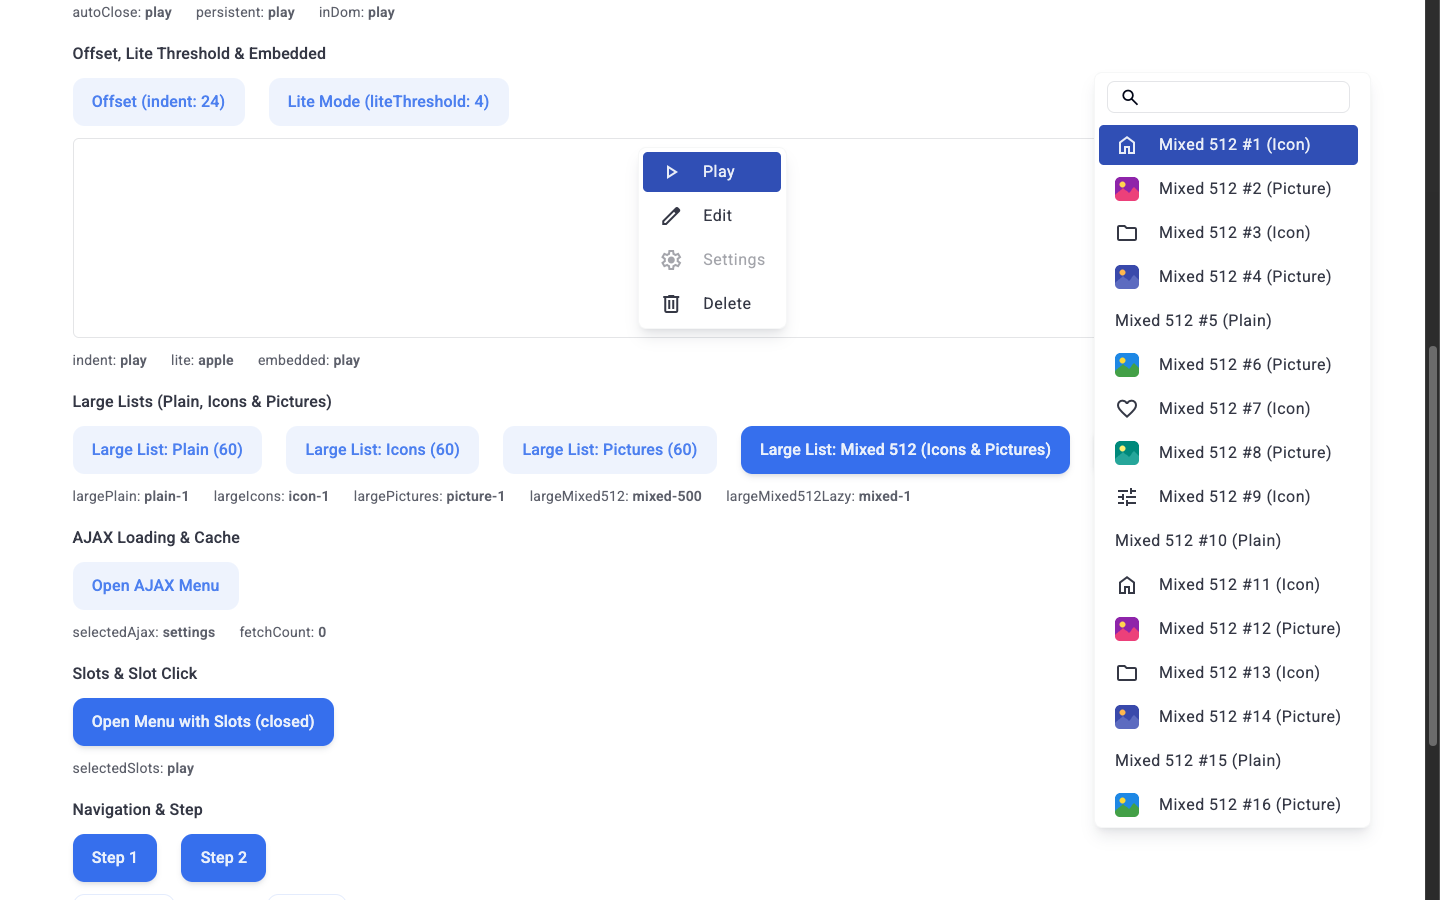 autoClose: play persistent: play inDom: play
Offset, Lite Threshold & Embedded
Offset (indent: 24) Lite Mode (liteThreshold: 4)
Play
Edit
Settings
Delete
indent: play lite: apple embedded: play
Large Lists (Plain, Icons & Pictures)
Large List: Plain (60) Large List: Icons (60) Large List: Pictures (60) Large List: Mixed 512 (Icons & Pictures)
largePlain: plain-1 largeIcons: icon-1 largePictures: picture-1 largeMixed512: mixed-500 largeMixed512Lazy: mixed-1
AJAX Loading & Cache
Open AJAX Menu
selectedAjax: settings fetchCount: 0
Slots & Slot Click
Open Menu with Slots (closed)
selectedSlots: play
Navigation & Step
Step 1 Step 2
Mixed 512 #1 (Icon)
Mixed 512 #2 (Picture)
Mixed 512 #3 (Icon)
Mixed 512 #4 (Picture)
Mixed 512 #5 (Plain)
Mixed 512 #6 (Picture)
Mixed 512 #7 (Icon)
Mixed 512 #8 (Picture)
Mixed 512 #9 (Icon)
Mixed 512 #10 (Plain)
Mixed 512 #11 (Icon)
Mixed 512 #12 (Picture)
Mixed 512 #13 (Icon)
Mixed 512 #14 (Picture)
Mixed 512 #15 (Plain)
Mixed 512 #16 (Picture)